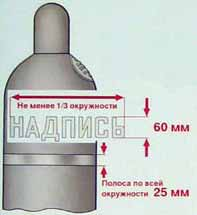 Не менее 1/3 окружности
НАДПИСЬ
60 мм
Полоса по всей
окружности 25 мм